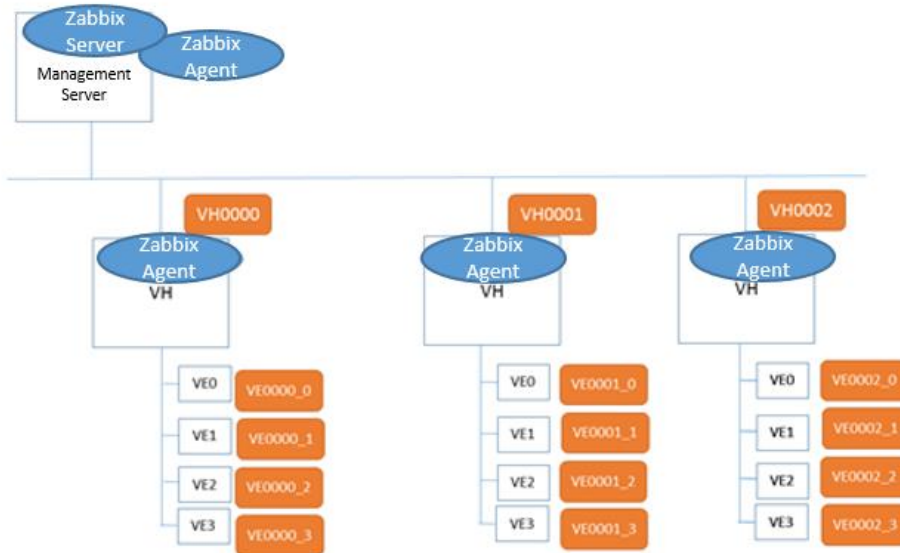 Zabbix
Server
Zabbix
Agent
Management
Server
VH0000
VH0001
VH0002
Zabbix
Agent
VH
Zabbix
Agent
VH
Zabbix
Agent
VH
VE0
VE0000_0
VE1
VE0000_1
VE2
VE0000_2
VE3
VE0000_3
VE0
VE0001_0
VE1
VE0001_1
VE2
VE0001_2
VE3
VE0001_3
VE0
VE0002_0
VE1
VE0002_1
VE2
VE0002_2
VE3
VE0002_3